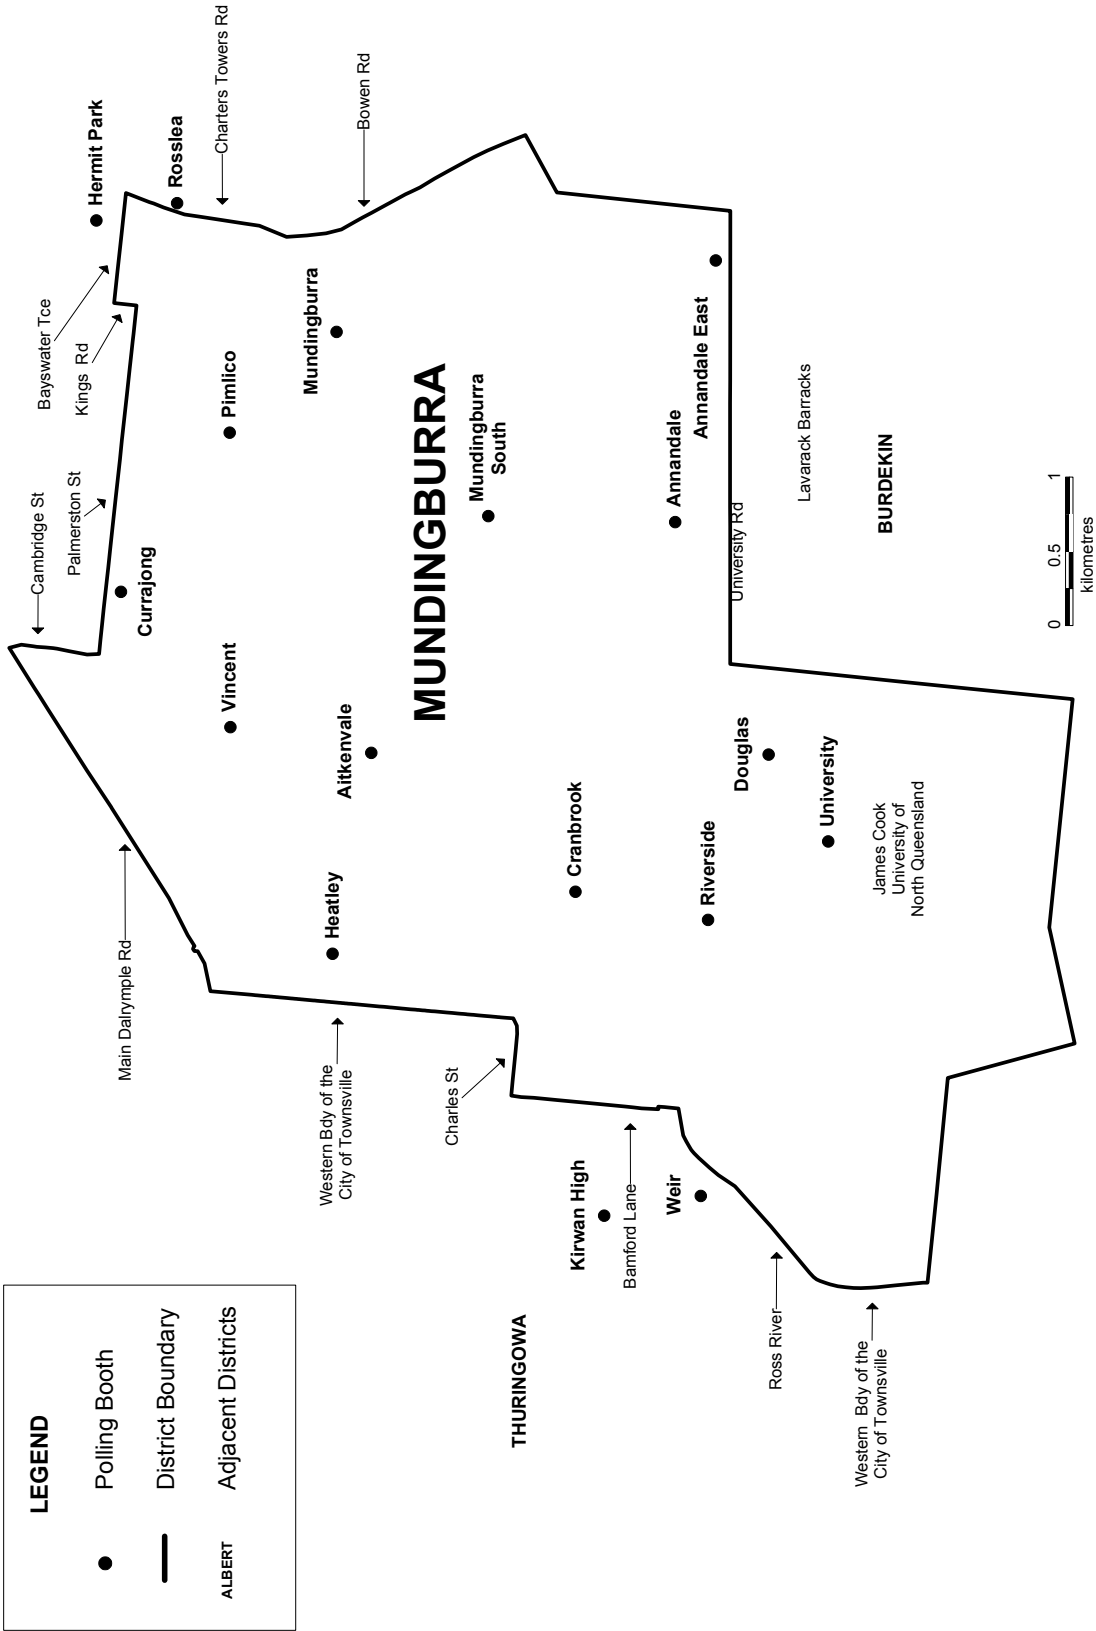 LEGEND
Polling Booth
District Boundary
ALBERT
Adjacent Districts
Cambridge St
Palmerston St
Bayswater Tce
Kings Rd
Hermit Park
Rosslea
Charters Towers Rd
Bowen Rd
Main Dalrymple Rd
Currajong
Vincent
Pimlico
Mundingburra
Heatley
Aitkenvale
MUNDINGBURRA
Mundingburra
South
Western Bdy of the
City of Townsville
Charles St
THURINGOWA
Kirwan High
Bamford Lane
Weir
Cranbrook
Riverside
Douglas
Annandale
Annandale East
University Rd
Lavarack Barracks
University
James Cook
University of
North Queensland
BURDEKIN
Ross River
Western Bdy of the
City of Townsville
0 0.5 1
kilometres